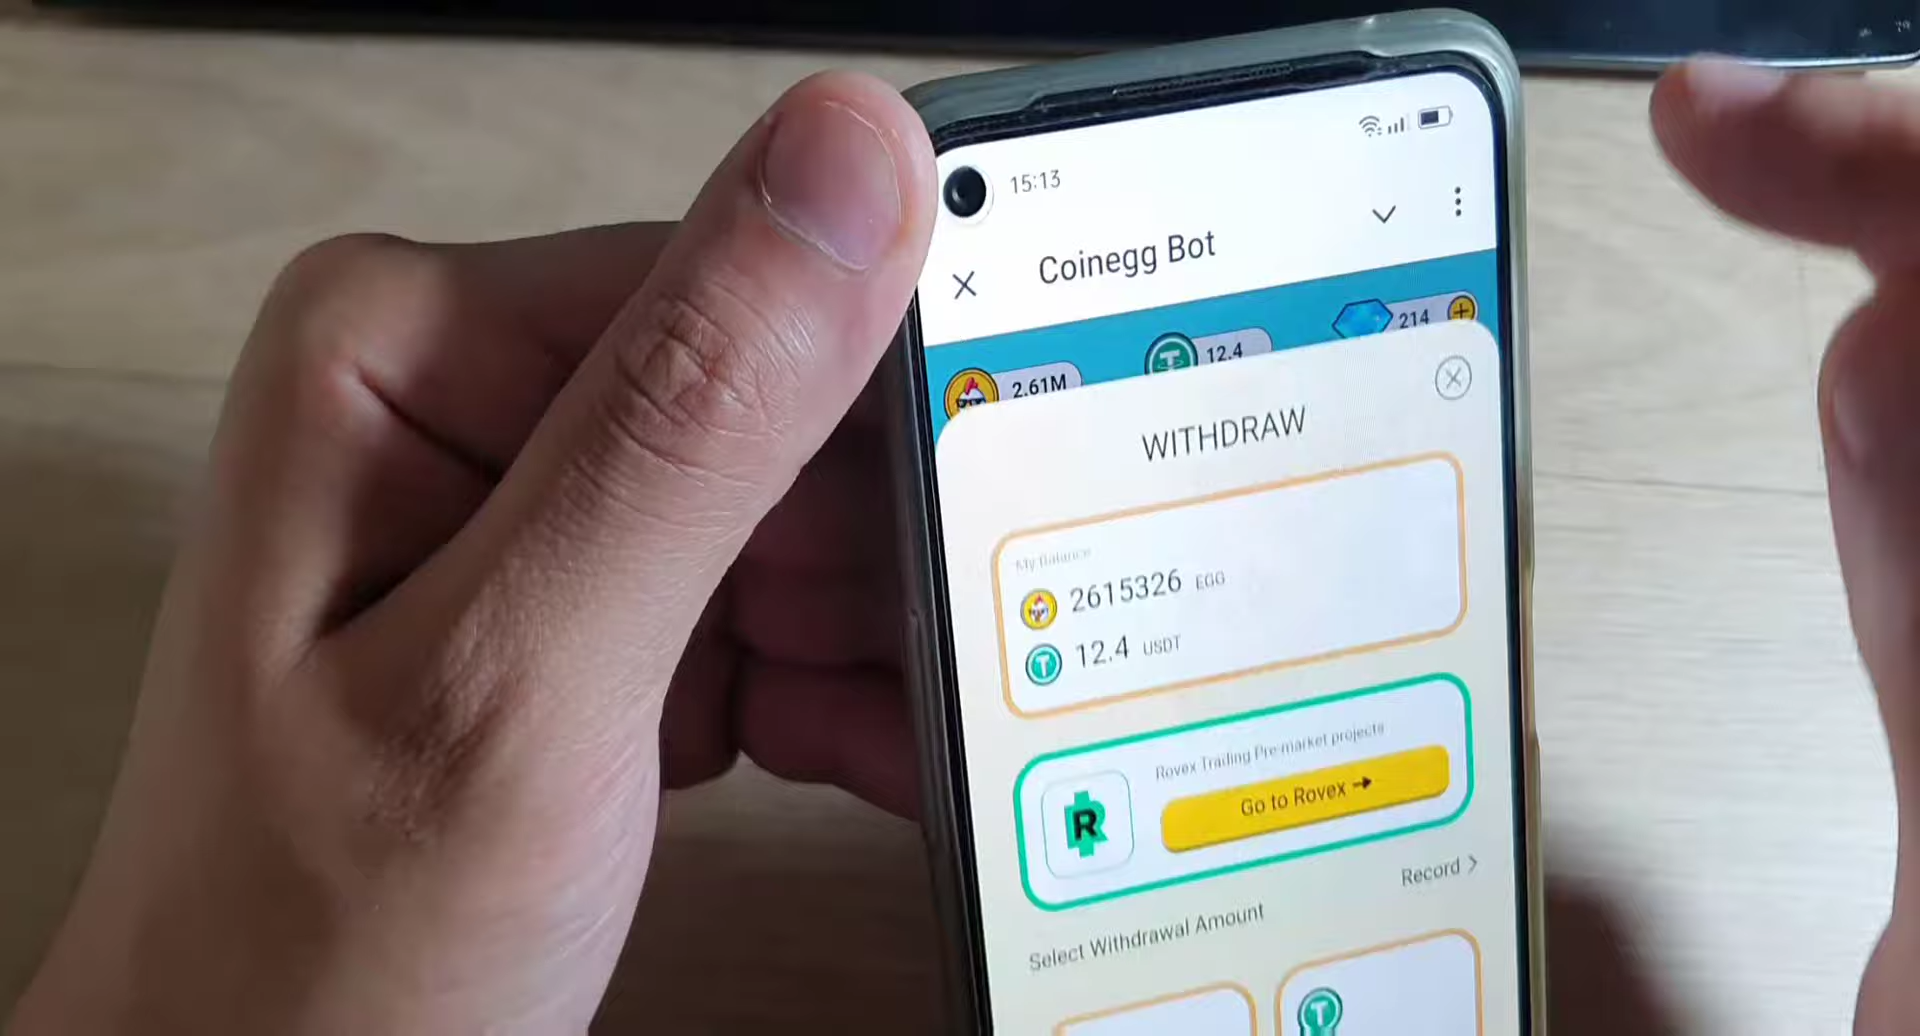 15:13
Coinegg Bot
2.61M
12.4
214
WITHDRAW
My Balance
2615326 EGG
12.4 USDT
Rovex Trading Pre-market projects
R
Go to Rovex →
Record >
Select Withdrawal Amount